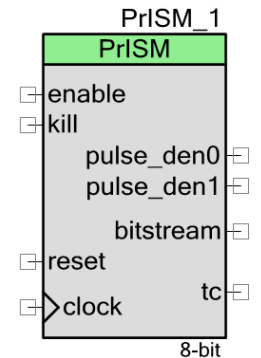 PrISM_1
PrISM
enable
kill
pulse_den0
pulse_den1
bitstream
reset
tc
clock
8-bit